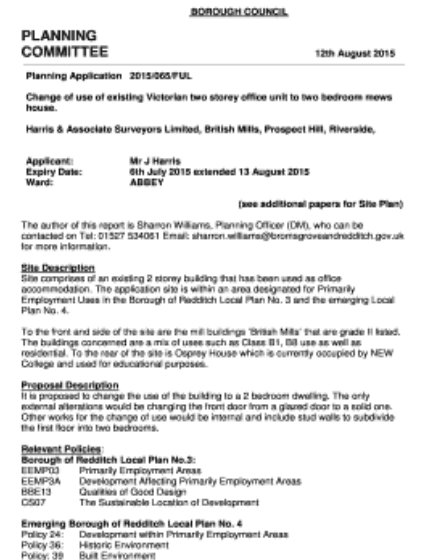 BOROUGH COUNCIL
PLANNING
COMMITTEE
12th August 2015
Planning Application 2015/065/FUL
Change of use of existing Victorian two storey office unit to two bedroom mews
house.
Harris & Associate Surveyors Limited, British Mills, Prospect Hill, Riverside,
Applicant: Mr J Harris
Expiry Date: 6th July 2015 extended 13 August 2015
Ward: ABBEY
(see additional papers for Site Plan)
The author of this report is Sharron Williams, Planning Officer (DM), who can be
contacted on Tel: 01527 534061 Email: sharron.williams@bromsgroveandredditch.gov.uk
for more information.
Site Description
Site comprises of an existing 2 storey building that has been used as office
accommodation. The application site is within an area designated for Primarily
Employment Uses in the Borough of Redditch Local Plan No. 3 and the emerging Local
Plan No. 4.
To the front and side of the site are the mill buildings 'British Mills' that are grade II listed.
The buildings concerned are a mix of uses such as Class B1, B8 use as well as
residential. To the rear of the site is Osprey House which is currently occupied by NEW
College and used for educational purposes.
Proposal Description
It is proposed to change the use of the building to a 2 bedroom dwelling. The only
external alterations would be changing the front door from a glazed door to a solid one.
Other works for the change of use would be internal and include stud walls to subdivide
the first floor into two bedrooms.
Relevant Policies:
Borough of Redditch Local Plan No.3:
EEMP03 Primarily Employment Areas
EEMP3A Development Affecting Primarily Employment Areas
BBE13 Qualities of Good Design
CS07 The Sustainable Location of Development
Emerging Borough of Redditch Local Plan No. 4
Policy 24: Development within Primarily Employment Areas
Policy 36: Historic Environment
Policy: 39 Built Environment